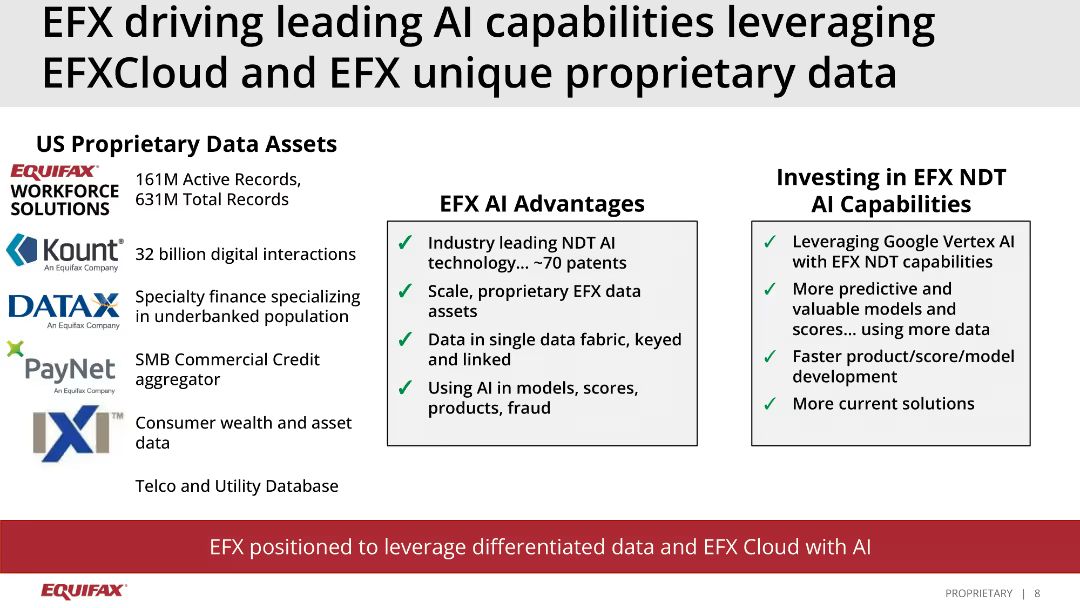 EFX driving leading AI capabilities leveraging
EFXCloud and EFX unique proprietary data
US Proprietary Data Assets
EQUIFAX®
WORKFORCE
SOLUTIONS
161M Active Records,
631M Total Records
Kount®
An Equifax Company
32 billion digital interactions
DATAX
An Equifax Company
Specialty finance specializing
in underbanked population
PayNet
An Equifax Company
SMB Commercial Credit
aggregator
IXI™
Consumer wealth and asset
data
Telco and Utility Database
EFX AI Advantages
✓ Industry leading NDT AI
technology... ~70 patents
✓ Scale, proprietary EFX data
assets
✓ Data in single data fabric, keyed
and linked
✓ Using AI in models, scores,
products, fraud
Investing in EFX NDT
AI Capabilities
✓ Leveraging Google Vertex AI
with EFX NDT capabilities
✓ More predictive and
valuable models and
scores... using more data
✓ Faster product/score/model
development
✓ More current solutions
EFX positioned to leverage differentiated data and EFX Cloud with AI
EQUIFAX®
PROPRIETARY | 8